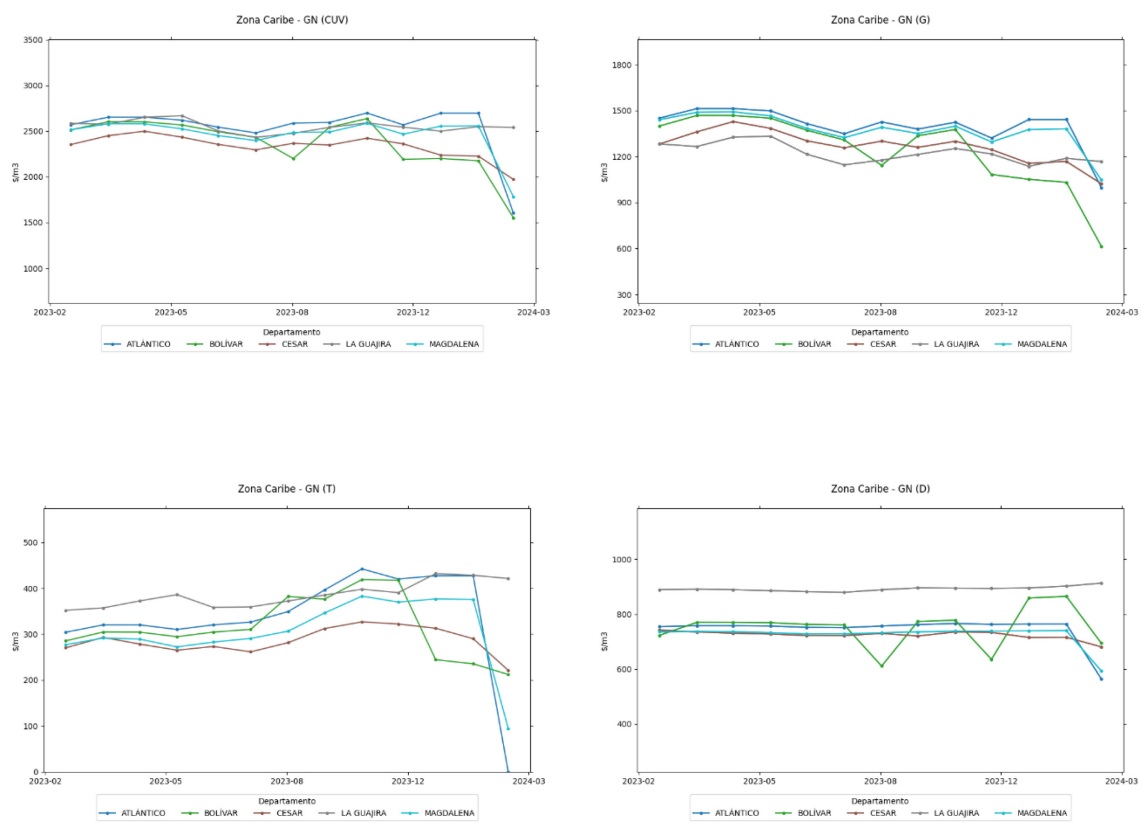 Zona Caribe - GN (CUV)
3500
3000
2500
2000
1500
1000
$/m3
2023-02 2023-05 2023-08 2023-12 2024-03
Departamento
ATLÁNTICO BOLÍVAR CESAR LA GUAJIRA MAGDALENA
Zona Caribe - GN (G)
1800
1500
1200
900
600
300
$/m3
2023-02 2023-05 2023-08 2023-12 2024-03
Departamento
ATLÁNTICO BOLÍVAR CESAR LA GUAJIRA MAGDALENA
Zona Caribe - GN (T)
500
400
300
200
100
0
$/m3
2023-02 2023-05 2023-08 2023-12 2024-03
Departamento
ATLÁNTICO BOLÍVAR CESAR LA GUAJIRA MAGDALENA
Zona Caribe - GN (D)
1000
800
600
400
$/m3
2023-02 2023-05 2023-08 2023-12 2024-03
Departamento
ATLÁNTICO BOLÍVAR CESAR LA GUAJIRA MAGDALENA